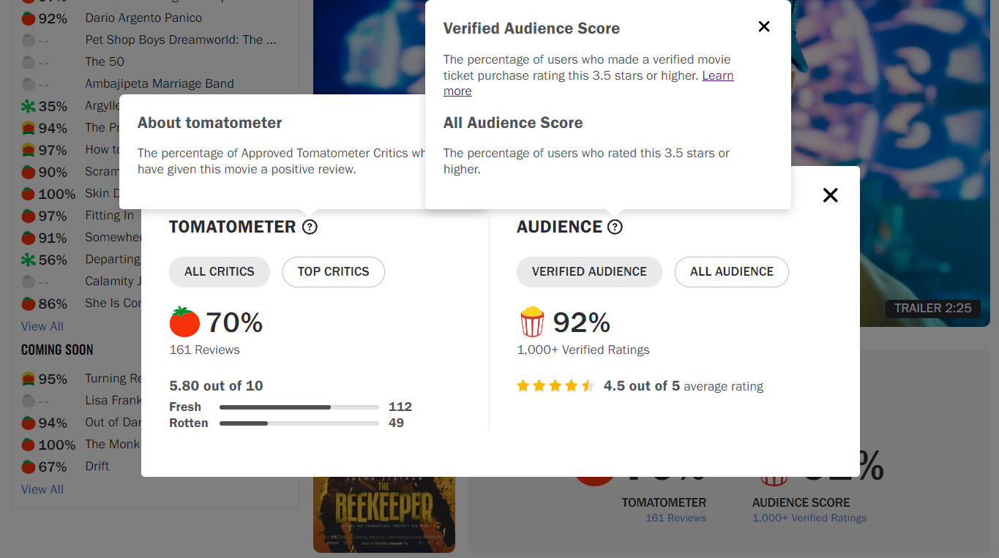 92% Dario Argento Panico
-- Pet Shop Boys Dreamworld: The ...
-- The 50
-- Ambajipeta Marriage Band
35% Argylle
94% The Pr
97% How to
90% Scram
100% Skin D
97% Fitting In
91% Somewher
56% Departing
-- Calamity J
86% She Is Con
View All
COMING SOON
95% Turning Re
-- Lisa Frank
94% Out of Dar
100% The Monk
67% Drift
View All
About tomatometer
The percentage of Approved Tomatometer Critics wh
have given this movie a positive review.
Verified Audience Score
The percentage of users who made a verified movie
ticket purchase rating this 3.5 stars or higher. Learn
more
All Audience Score
The percentage of users who rated this 3.5 stars or
higher.
TOMATOMETER ?
ALL CRITICS TOP CRITICS
70%
161 Reviews
5.80 out of 10
Fresh 112
Rotten 49
AUDIENCE ?
VERIFIED AUDIENCE ALL AUDIENCE
92%
1,000+ Verified Ratings
4.5 out of 5 average rating
TRAILER 2:25
JASON STATHAM
THE
BEEKEEPER
ONLY IN THEATERS JANUARY 12
TOMATOMETER
161 Reviews
AUDIENCE SCORE
1,000+ Verified Ratings